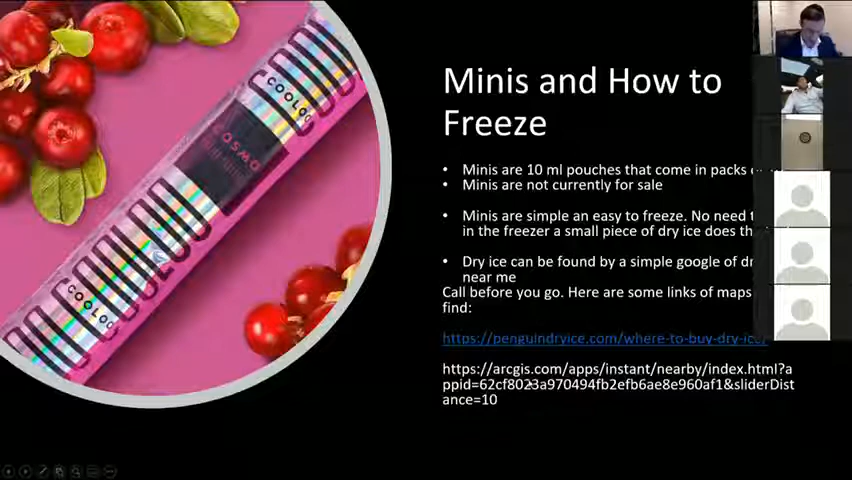 Minis and How to
Freeze
• Minis are 10 ml pouches that come in packs
• Minis are not currently for sale
• Minis are simple an easy to freeze. No need
in the freezer a small piece of dry ice does
• Dry ice can be found by a simple google of
near me
Call before you go. Here are some links of maps
find:
https://penguindryice.com/where-to-buy-dry-ice/
https://arcgis.com/apps/instant/nearby/index.html?a
ppid=62cf8023a970494fb2efb6ae8e960af1&sliderDist
ance=10
COOLOO
COSMO
COOLOO